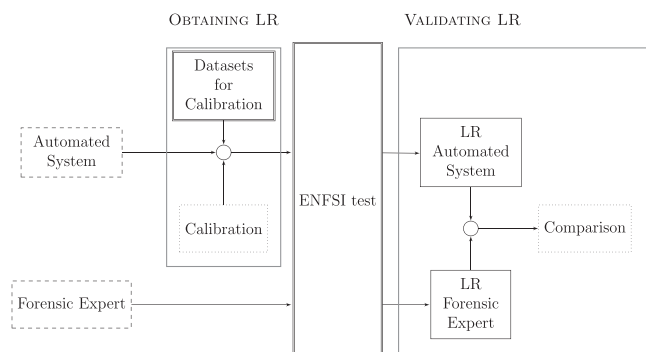 OBTAINING LR
VALIDATING LR
Datasets
for
Calibration
Automated
System
Calibration
Forensic Expert
ENFSI test
LR
Automated
System
Comparison
LR
Forensic
Expert